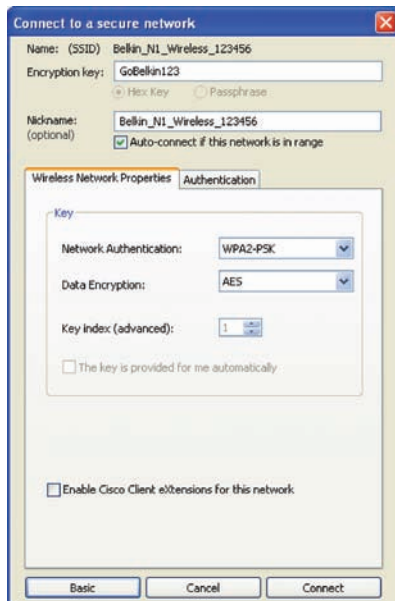 Connect to a secure network
Name: (SSID) Belkin_N1_Wireless_123456
Encryption key: GoBelkin123
Hex Key Passphrase
Nickname: Belkin_N1_Wireless_123456
(optional)
Auto-connect if this network is in range
Wireless Network Properties Authentication
Key
Network Authentication: WPA2-PSK
Data Encryption: AES
Key index (advanced): 1
The key is provided for me automatically
Enable Cisco Client eXtensions for this network
Basic Cancel Connect